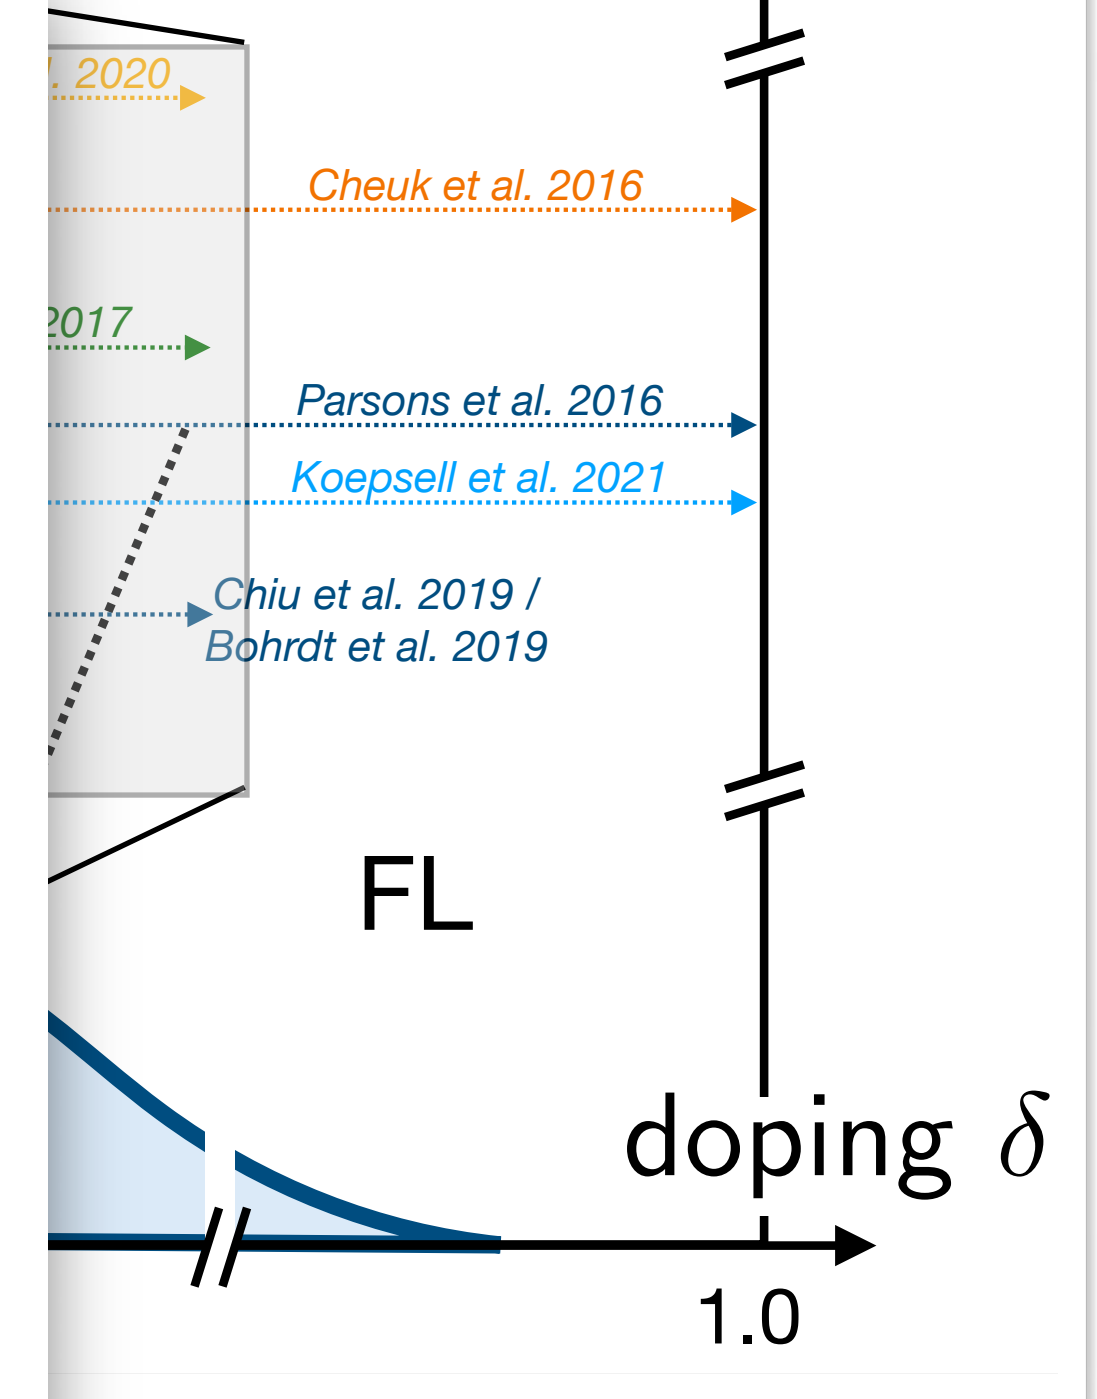 . 2020
Cheuk et al. 2016
2017
Parsons et al. 2016
Koepsell et al. 2021
Chiu et al. 2019 /
Bohrdt et al. 2019
FL
doping δ
1.0